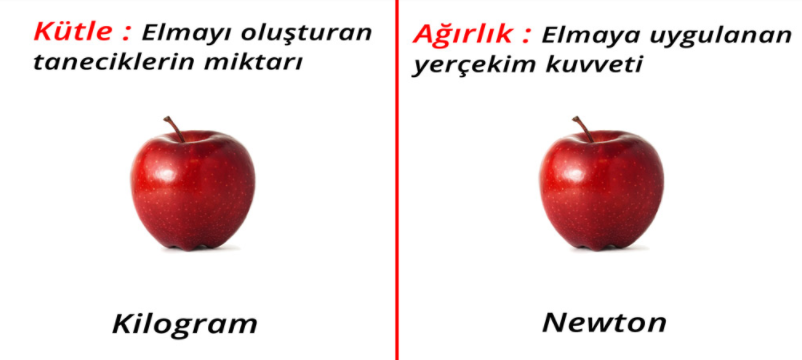 Kütle : Elmayı oluşturan
taneciklerin miktarı
Kilogram
Ağırlık : Elmaya uygulanan
yerçekim kuvveti
Newton